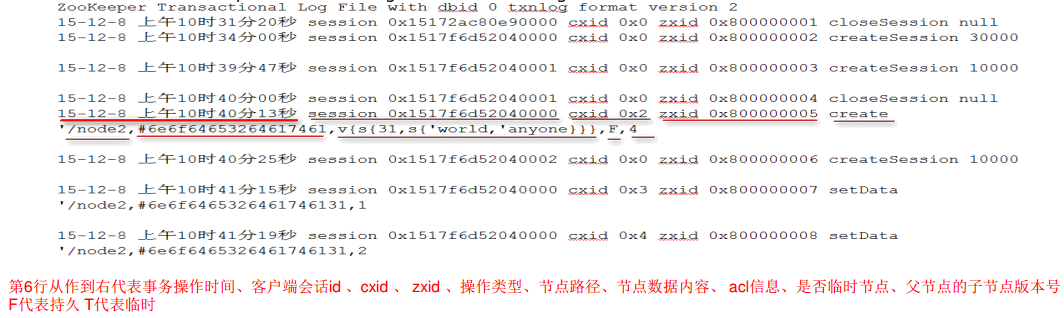 ZooKeeper Transactional Log File with dbid 0 txnlog format version 2
15-12-8 上午10时31分20秒 session 0x15172ac80e90000 cxid 0x0 zxid 0x800000001 closeSession null
15-12-8 上午10时34分00秒 session 0x1517f6d52040000 cxid 0x0 zxid 0x800000002 createSession 30000
15-12-8 上午10时39分47秒 session 0x1517f6d52040001 cxid 0x0 zxid 0x800000003 createSession 10000
15-12-8 上午10时40分00秒 session 0x1517f6d52040001 cxid 0x0 zxid 0x800000004 closeSession null
15-12-8 上午10时40分13秒 session 0x1517f6d52040000 cxid 0x2 zxid 0x800000005 create
'/node2,#6e6f64653264617461,v{s{31,s{'world,'anyone}}},F,4
15-12-8 上午10时40分25秒 session 0x1517f6d52040002 cxid 0x0 zxid 0x800000006 createSession 10000
15-12-8 上午10时41分15秒 session 0x1517f6d52040000 cxid 0x3 zxid 0x800000007 setData
'/node2,#6e6f6465326461746131,1
15-12-8 上午10时41分19秒 session 0x1517f6d52040000 cxid 0x4 zxid 0x800000008 setData
'/node2,#6e6f6465326461746131,2
第6行从作到右代表事务操作时间、客户端会话id 、cxid 、 zxid 、操作类型、节点路径、节点数据内容、 acl信息、是否临时节点、父节点的子节点版本号
F代表持久 T代表临时